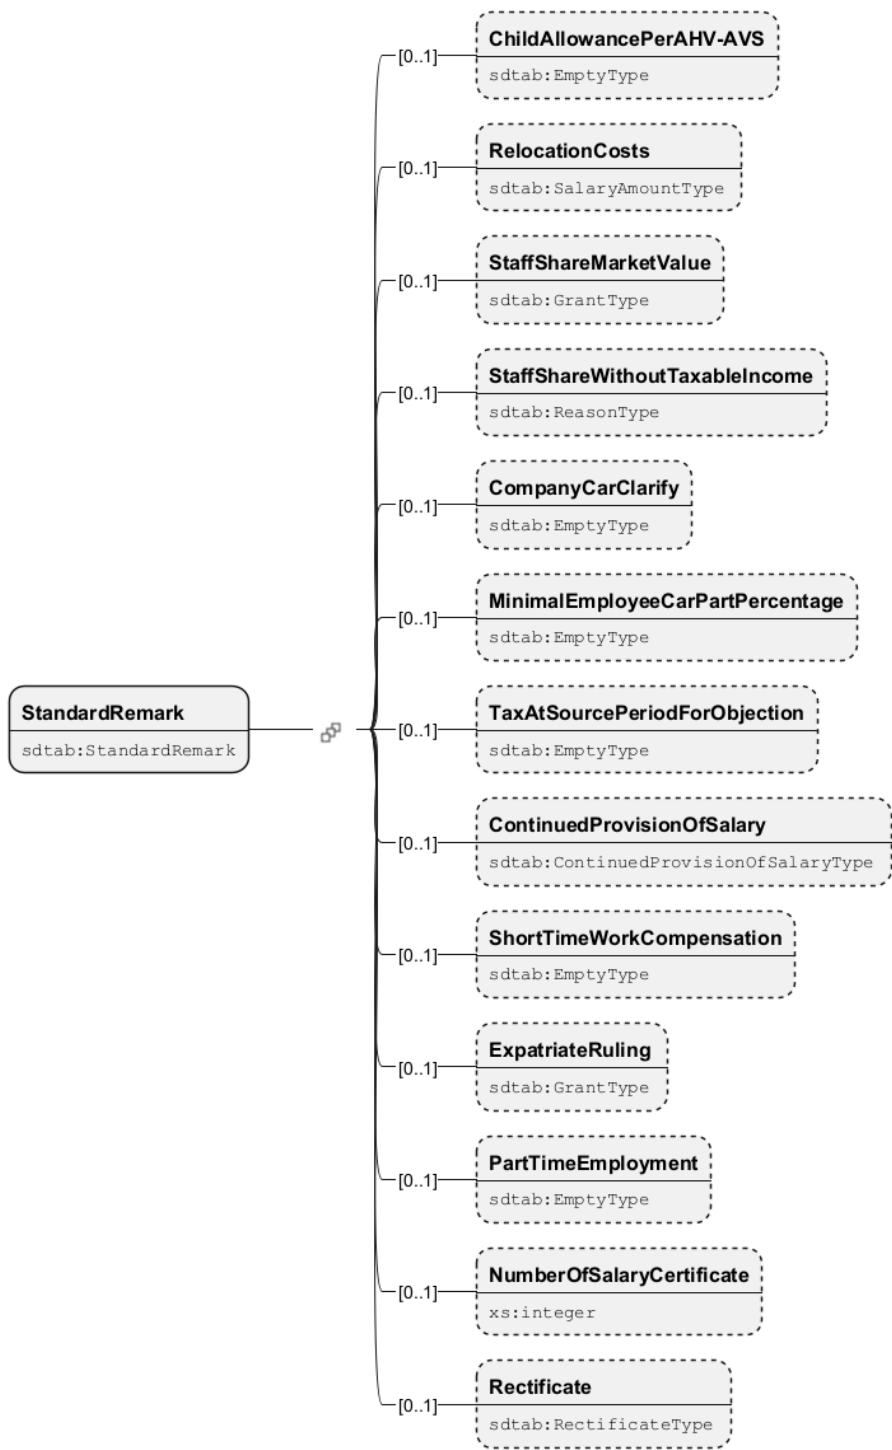 [0..1]
ChildAllowancePerAHV-AVS
sdtab:EmptyType
[0..1]
RelocationCosts
sdtab:SalaryAmountType
[0..1]
StaffShareMarketValue
sdtab:GrantType
[0..1]
StaffShareWithoutTaxableIncome
sdtab:ReasonType
[0..1]
CompanyCarClarify
sdtab:EmptyType
[0..1]
MinimalEmployeeCarPartPercentage
sdtab:EmptyType
StandardRemark
sdtab:StandardRemark
[0..1]
TaxAtSourcePeriodForObjection
sdtab:EmptyType
[0..1]
ContinuedProvisionOfSalary
sdtab:ContinuedProvisionOfSalaryType
[0..1]
ShortTimeWorkCompensation
sdtab:EmptyType
[0..1]
ExpatriateRuling
sdtab:GrantType
[0..1]
PartTimeEmployment
sdtab:EmptyType
[0..1]
NumberOfSalaryCertificate
xs:integer
[0..1]
Rectificate
sdtab:RectificateType